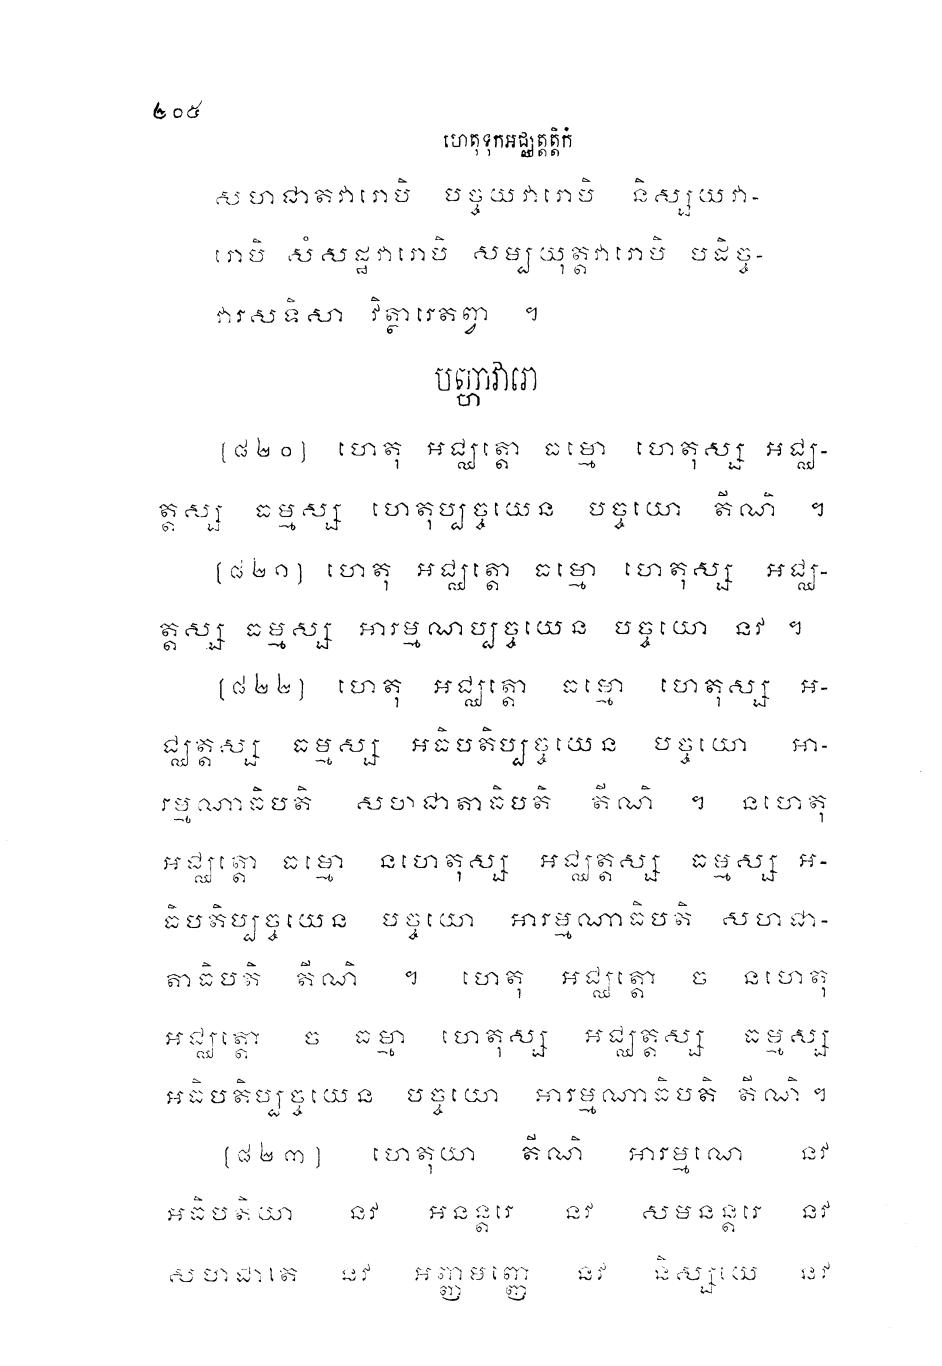 ២០៥
ហេតុទុកអជ្ឈត្តត្តិកំ
សហជាតវារោបិ បច្ចយវារោបិ និស្សយវា-
រោបិ សំសដ្ឋវារោបិ សម្បយុត្តវារោបិ បដិច្ច-
វារសទិសា វិត្ថារេតព្វា ។
បញ្ហាវារោ
[៨២០] ហេតុ អជ្ឈត្តោ ធម្មោ ហេតុស្ស អជ្ឈ-
ត្តស្ស ធម្មស្ស ហេតុប្បច្ចយេន បច្ចយោ តីណិ ។
[៨២១] ហេតុ អជ្ឈត្តោ ធម្មោ ហេតុស្ស អជ្ឈ-
ត្តស្ស ធម្មស្ស អារម្មណប្បច្ចយេន បច្ចយោ នវ ។
[៨២២] ហេតុ អជ្ឈត្តោ ធម្មោ ហេតុស្ស អ-
ជ្ឈត្តស្ស ធម្មស្ស អធិបតិប្បច្ចយេន បច្ចយោ អា-
រម្មណាធិបតិ សហជាតាធិបតិ តីណិ ។ នហេតុ
អជ្ឈត្តោ ធម្មោ នហេតុស្ស អជ្ឈត្តស្ស ធម្មស្ស អ-
ធិបតិប្បច្ចយេន បច្ចយោ អារម្មណាធិបតិ សហជា-
តាធិបតិ តីណិ ។ ហេតុ អជ្ឈត្តោ ច នហេតុ
អជ្ឈត្តោ ច ធម្មា ហេតុស្ស អជ្ឈត្តស្ស ធម្មស្ស
អធិបតិប្បច្ចយេន បច្ចយោ អារម្មណាធិបតិ តីណិ ។
[៨២៣] ហេតុយា តីណិ អារម្មណេ នវ
អធិបតិយា នវ អនន្តរេ នវ សមនន្តរេ នវ
សហជាតេ នវ អញ្ញមញ្ញេ នវ និស្សយេ នវ